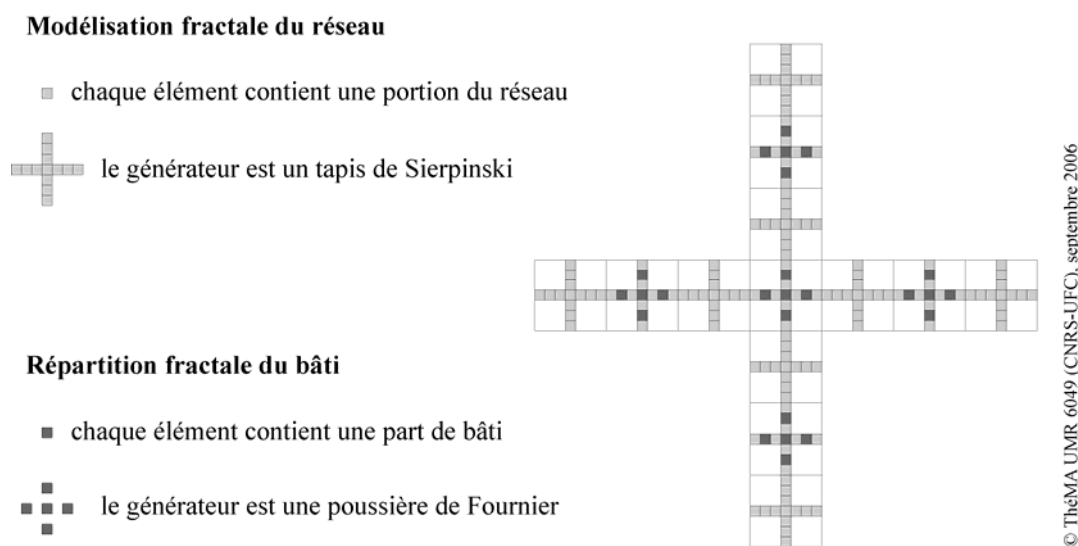 Modélisation fractale du réseau
chaque élément contient une portion du réseau
le générateur est un tapis de Sierpinski
Répartition fractale du bâti
chaque élément contient une part de bâti
le générateur est une poussière de Fournier
© ThéMA UMR 6049 (CNRS-UFC), septembre 2006